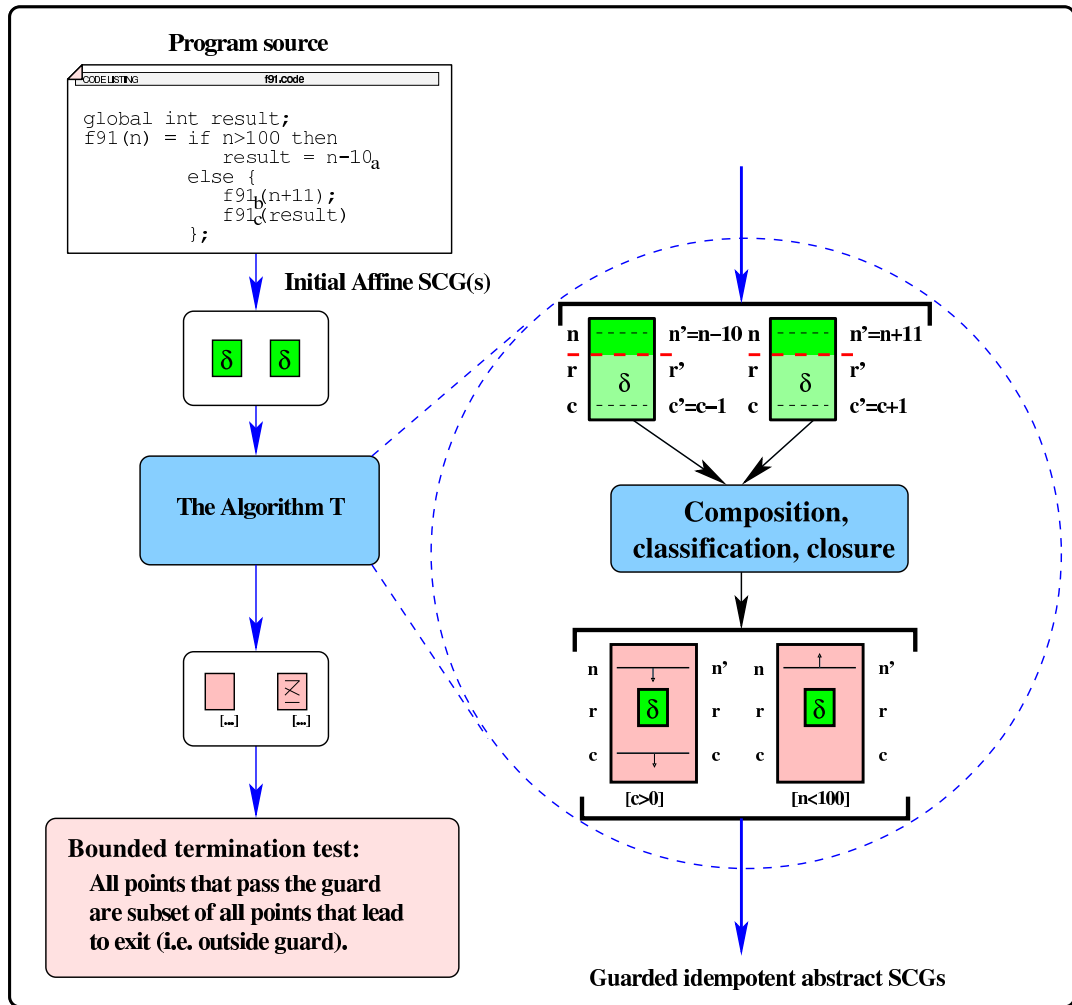 Program source
CODE LISTING f91.code
global int result;
f91(n) = if n>100 then
result = n-10a
else {
f91(n+11);
b
f91(result)
c
};
Initial Affine SCG(s)
δ δ
The Algorithm T
[...] [...]
Bounded termination test:
All points that pass the guard
are subset of all points that lead
to exit (i.e. outside guard).
n n'=n-10 n n'=n+11
r δ r' r δ r'
c c'=c-1 c c'=c+1
Composition,
classification, closure
n n' n n'
r δ r r δ r
c c c c
[c>0] [n<100]
Guarded idempotent abstract SCGs